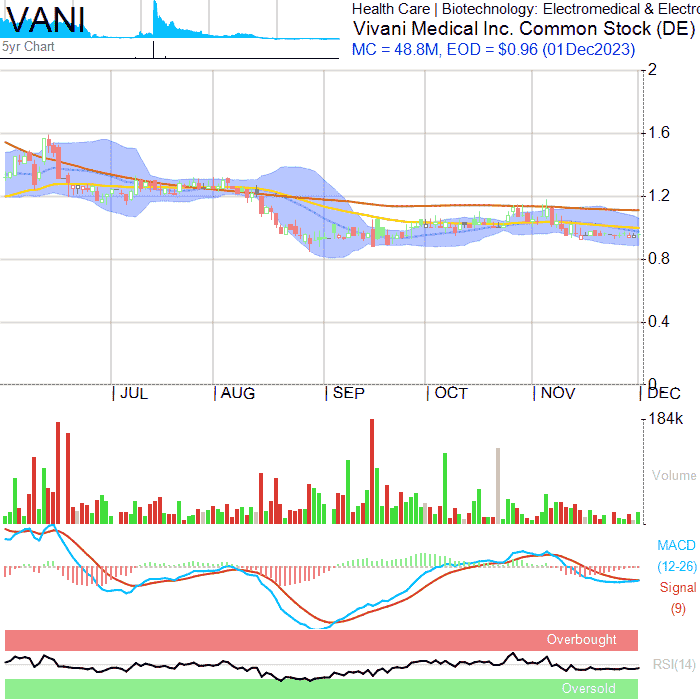 VANI
5yr Chart
Health Care | Biotechnology: Electromedical & Electro
Vivani Medical Inc. Common Stock (DE)
MC = 48.8M, EOD = $0.96 (01Dec2023)
2
1.6
1.2
0.8
0.4
0
| JUL | AUG | SEP | OCT | NOV | DEC
184k
Volume
MACD
(12-26)
Signal
(9)
Overbought
RSI(14)
Oversold